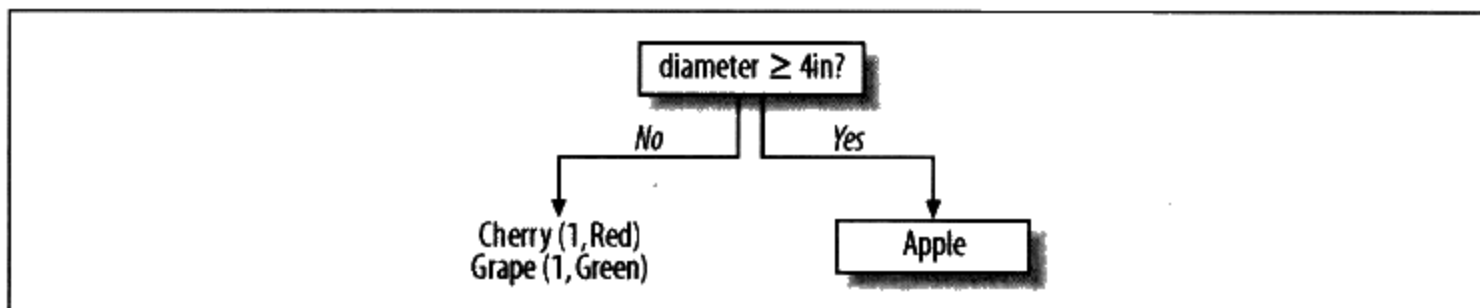 diameter ≥ 4in?
No
Yes
Cherry (1, Red)
Grape (1, Green)
Apple